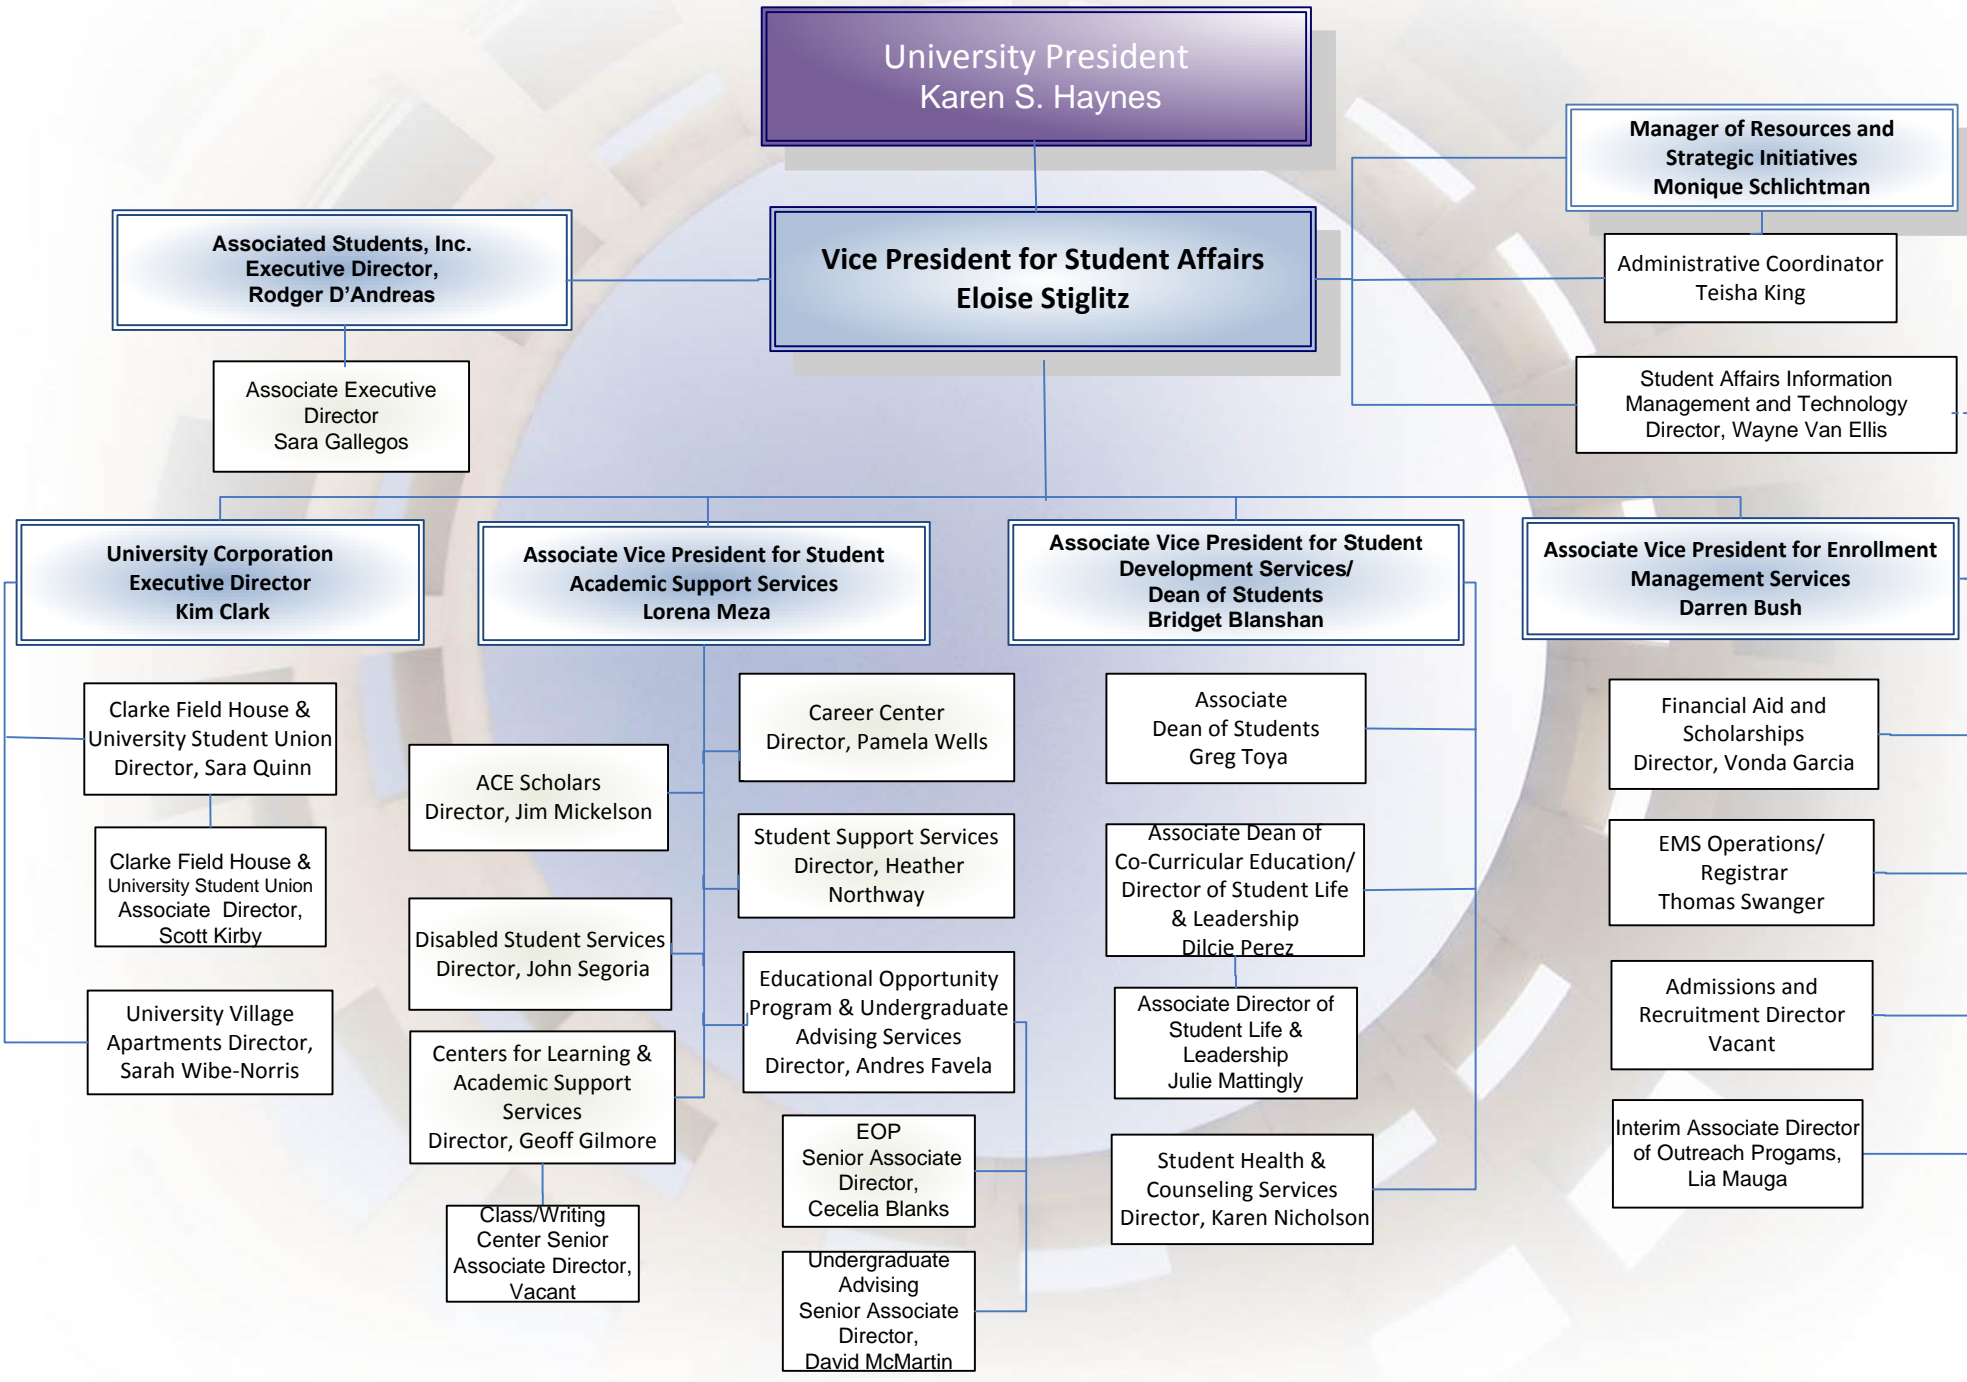 University President
Karen S. Haynes
Manager of Resources and
Strategic Initiatives
Monique Schlichtman
Associated Students, Inc.
Executive Director,
Rodger D’Andreas
Vice President for Student Affairs
Eloise Stiglitz
Administrative Coordinator
Teisha King
Associate Executive
Director
Sara Gallegos
Student Affairs Information
Management and Technology
Director, Wayne Van Ellis
University Corporation
Executive Director
Kim Clark
Associate Vice President for Student
Academic Support Services
Lorena Meza
Associate Vice President for Student
Development Services/
Dean of Students
Bridget Blanshan
Associate Vice President for Enrollment
Management Services
Darren Bush
Clarke Field House &
University Student Union
Director, Sara Quinn
Clarke Field House &
University Student Union
Associate Director,
Scott Kirby
University Village
Apartments Director,
Sarah Wibe-Norris
ACE Scholars
Director, Jim Mickelson
Disabled Student Services
Director, John Segoria
Centers for Learning &
Academic Support
Services
Director, Geoff Gilmore
Class/Writing
Center Senior
Associate Director,
Vacant
Career Center
Director, Pamela Wells
Student Support Services
Director, Heather
Northway
Educational Opportunity
Program & Undergraduate
Advising Services
Director, Andres Favela
EOP
Senior Associate
Director,
Cecelia Blanks
Undergraduate
Advising
Senior Associate
Director,
David McMartin
Associate
Dean of Students
Greg Toya
Associate Dean of
Co-Curricular Education/
Director of Student Life
& Leadership
Dilcie Perez
Associate Director of
Student Life &
Leadership
Julie Mattingly
Student Health &
Counseling Services
Director, Karen Nicholson
Financial Aid and
Scholarships
Director, Vonda Garcia
EMS Operations/
Registrar
Thomas Swanger
Admissions and
Recruitment Director
Vacant
Interim Associate Director
of Outreach Progams,
Lia Mauga